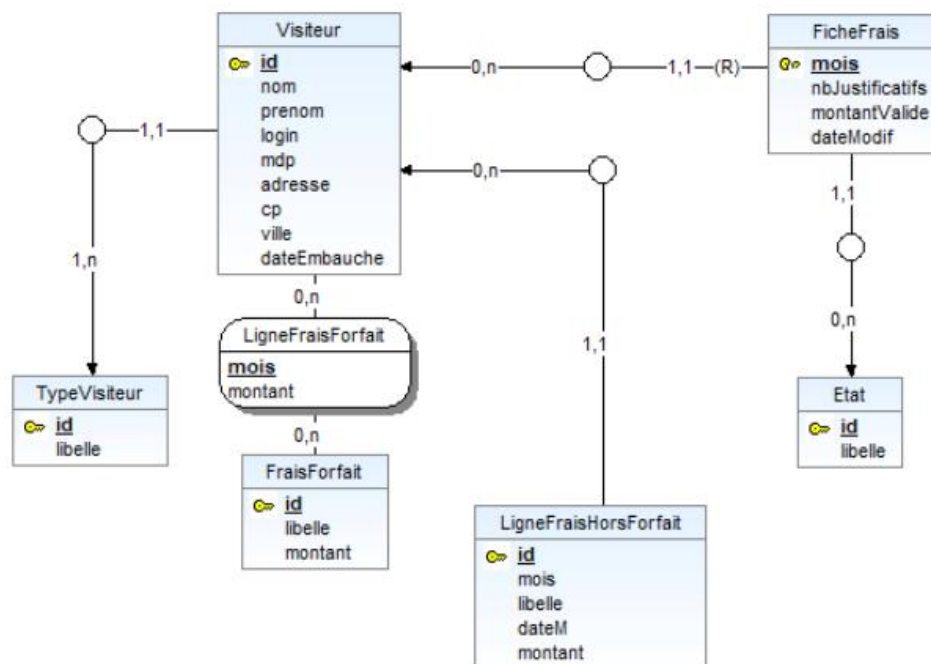 Visiteur
id
nom
prenom
login
mdp
adresse
cp
ville
dateEmbauche
0,n
1,1
(R)
FicheFrais
mois
nbJustificatifs
montantValide
dateModif
1,1
0,n
1,1
1,n
0,n
LigneFraisForfait
mois
montant
0,n
1,1
0,n
TypeVisiteur
id
libelle
FraisForfait
id
libelle
montant
Etat
id
libelle
LigneFraisHorsForfait
id
mois
libelle
dateM
montant